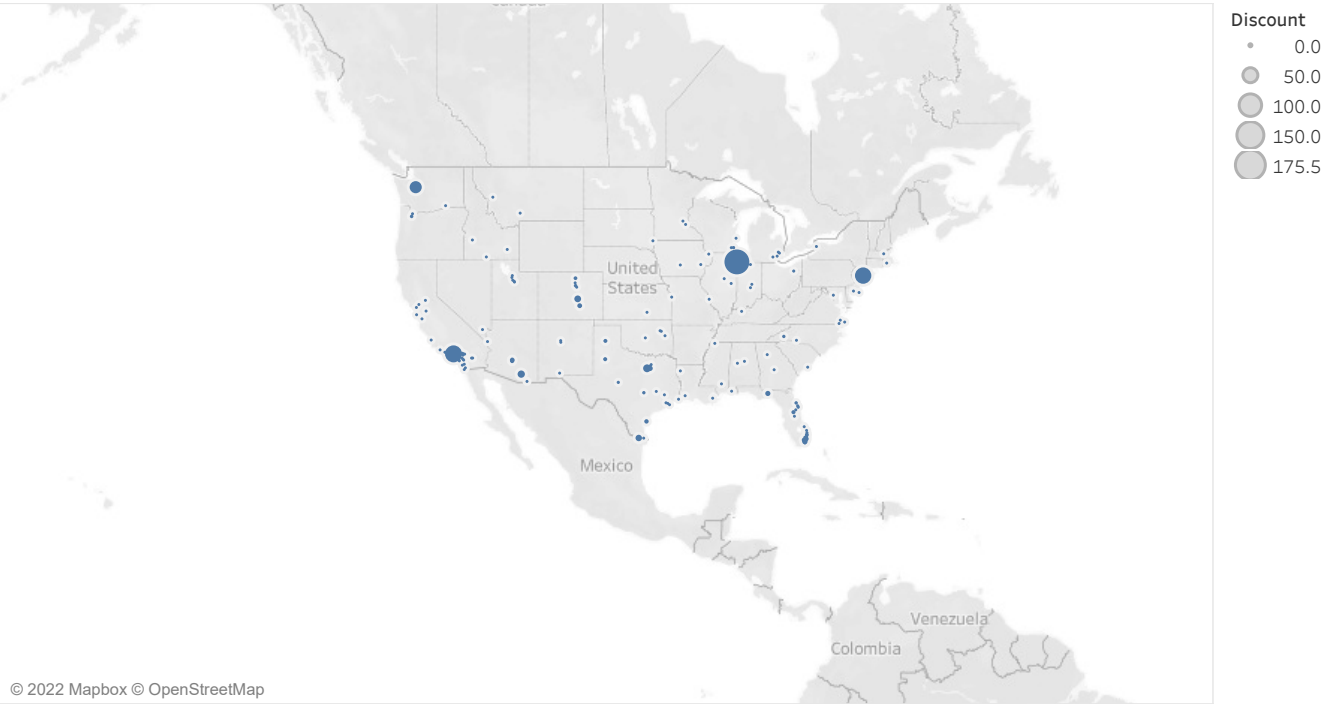 Canada
Discount
0.0
50.0
100.0
150.0
175.5
United
States
Mexico
Venezuela
Colombia
© 2022 Mapbox © OpenStreetMap